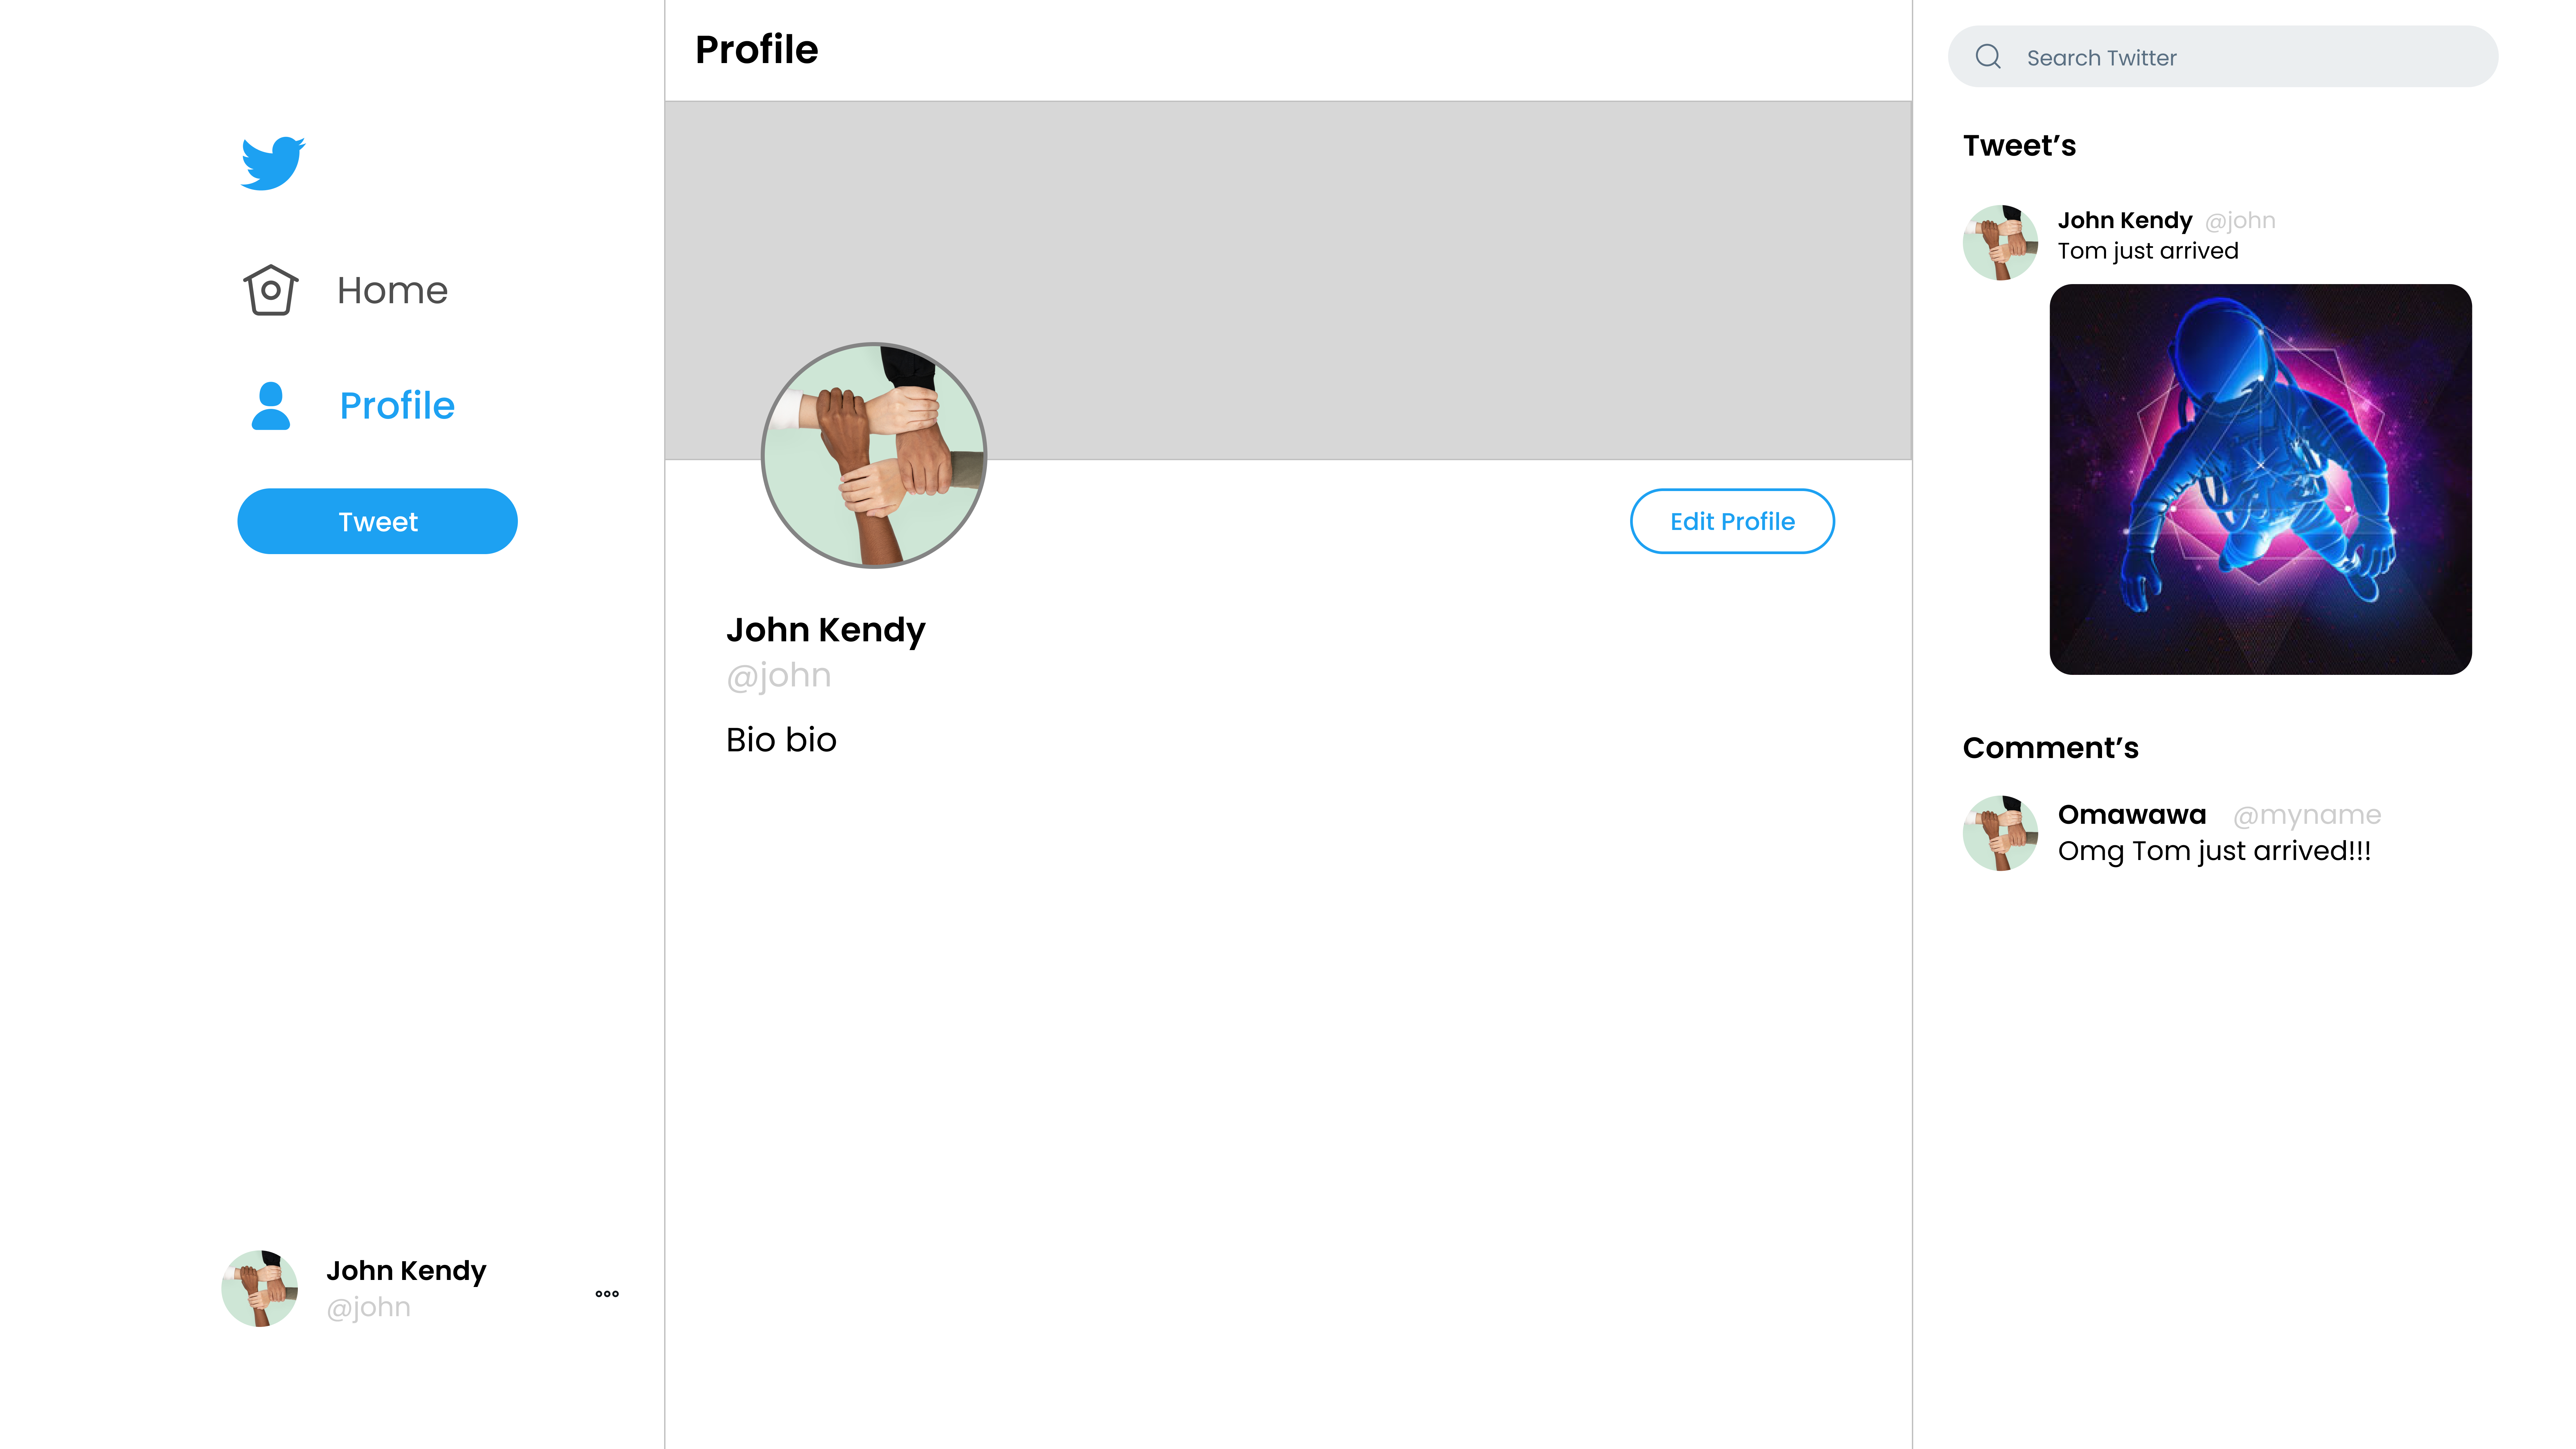 Home
Profile
Tweet
John Kendy
@john
Profile
Edit Profile
John Kendy
@john
Bio bio
Search Twitter
Tweet’s
John Kendy @john
Tom just arrived
Comment’s
Omawawa @myname
Omg Tom just arrived!!!